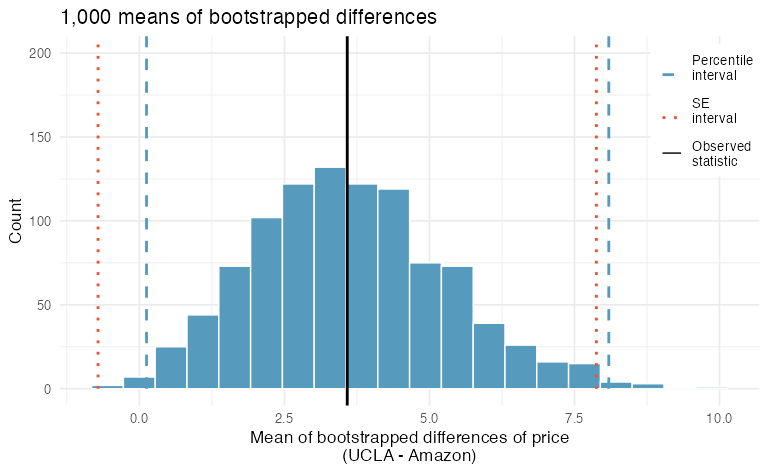 1,000 means of bootstrapped differences
200
150
100
50
0
Count
0.0
2.5
5.0
7.5
10.0
Mean of bootstrapped differences of price
(UCLA - Amazon)
Percentile
interval
SE
interval
Observed
statistic